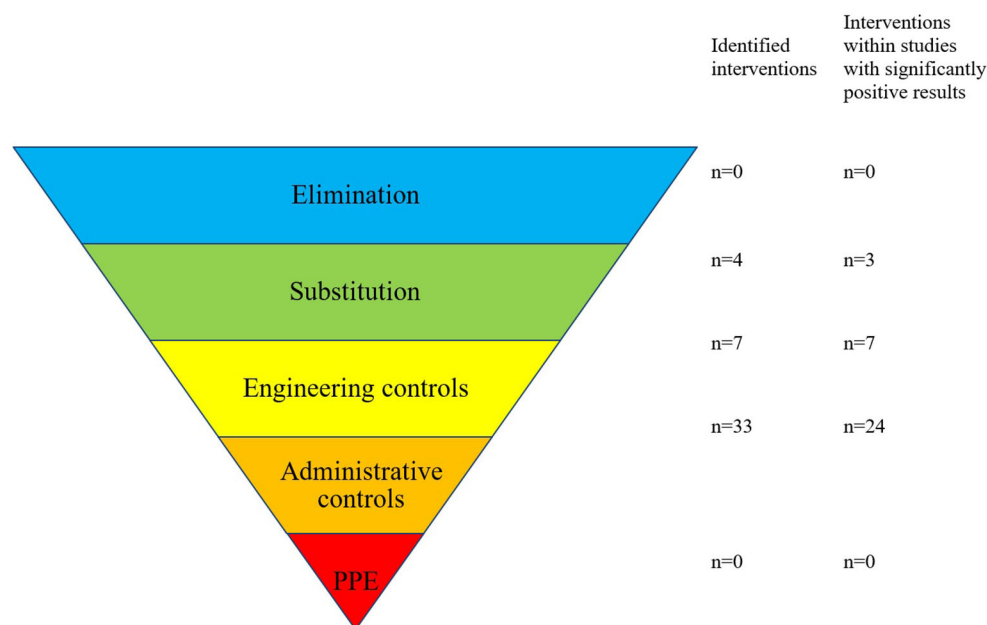 Identified
interventions
Interventions
within studies
with significantly
positive results
Elimination
n=0
n=0
Substitution
n=4
n=3
Engineering controls
n=7
n=7
Administrative
controls
n=33
n=24
PPE
n=0
n=0